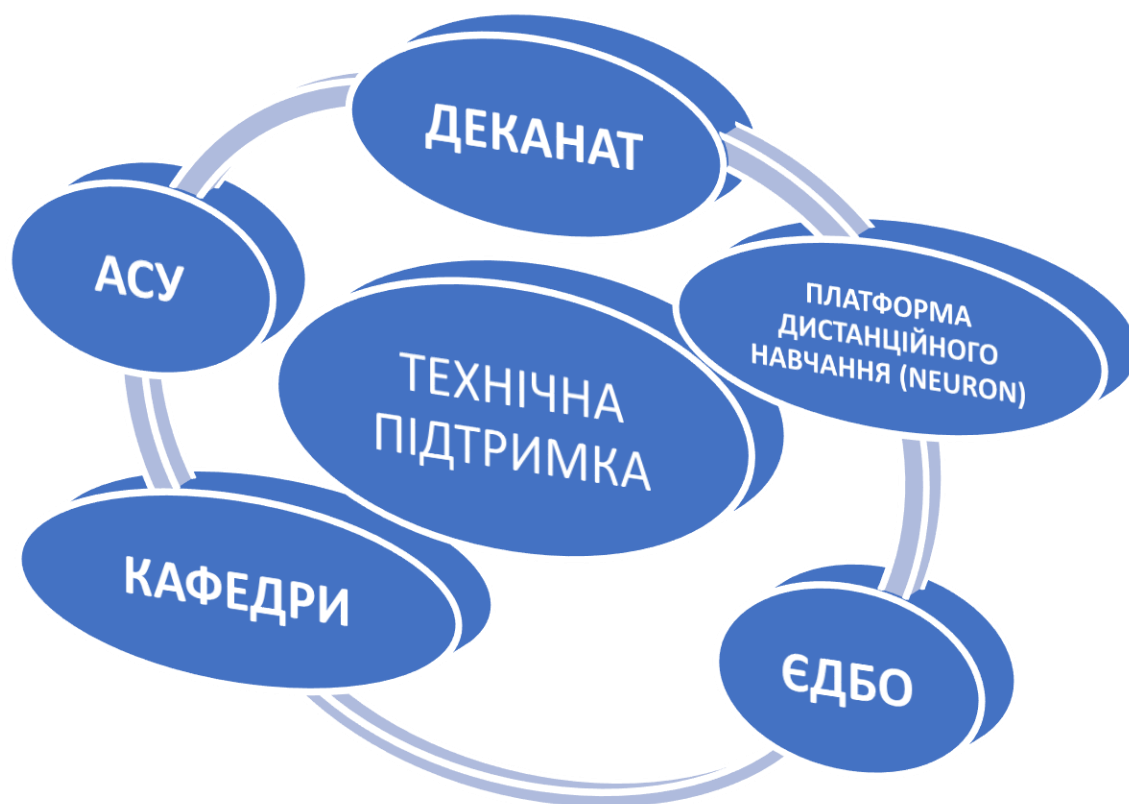 ДЕКАНАТ
АСУ
ПЛАТФОРМА
ДИСТАНЦІЙНОГО
НАВЧАННЯ (NEURON)
ТЕХНІЧНА
ПІДТРИМКА
КАФЕДРИ
ЄДБО